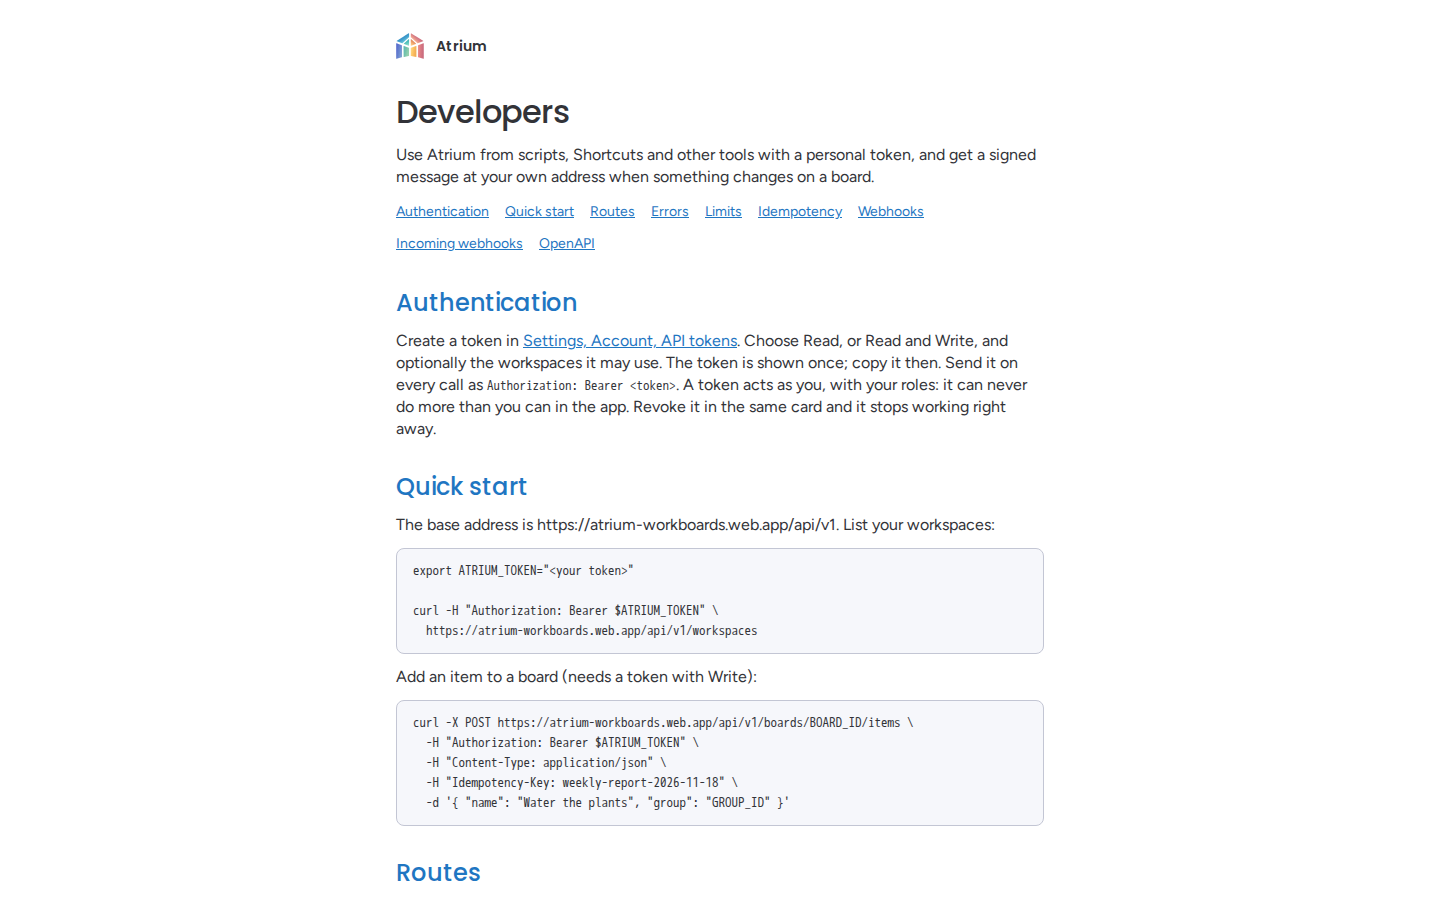 Atrium
Developers
Use Atrium from scripts, Shortcuts and other tools with a personal token, and get a signed
message at your own address when something changes on a board.
Authentication Quick start Routes Errors Limits Idempotency Webhooks
Incoming webhooks OpenAPI
Authentication
Create a token in Settings, Account, API tokens. Choose Read, or Read and Write, and
optionally the workspaces it may use. The token is shown once; copy it then. Send it on
every call as Authorization: Bearer <token>. A token acts as you, with your roles: it can never
do more than you can in the app. Revoke it in the same card and it stops working right
away.
Quick start
The base address is https://atrium-workboards.web.app/api/v1. List your workspaces:
export ATRIUM_TOKEN="<your token>"
curl -H "Authorization: Bearer $ATRIUM_TOKEN" \
https://atrium-workboards.web.app/api/v1/workspaces
Add an item to a board (needs a token with Write):
curl -X POST https://atrium-workboards.web.app/api/v1/boards/BOARD_ID/items \
-H "Authorization: Bearer $ATRIUM_TOKEN" \
-H "Content-Type: application/json" \
-H "Idempotency-Key: weekly-report-2026-11-18" \
-d '{ "name": "Water the plants", "group": "GROUP_ID" }'
Routes